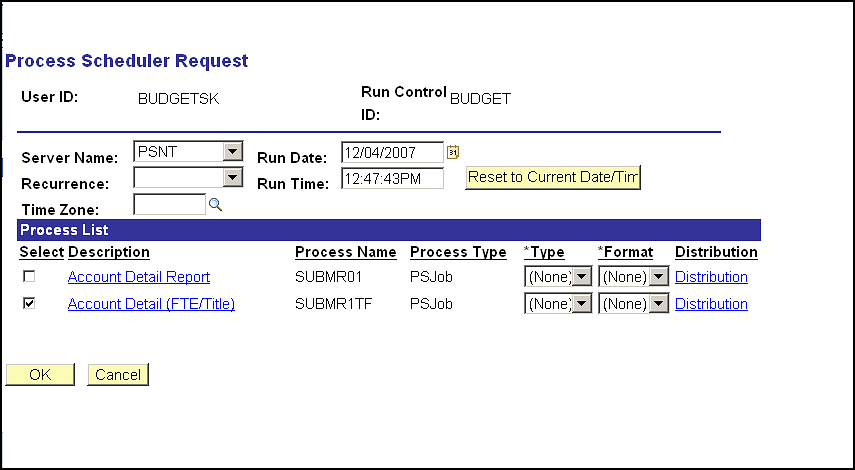 Process Scheduler Request
User ID: BUDGETSK Run Control ID: BUDGET
Server Name: PSNT Run Date: 12/04/2007 31
Recurrence: Run Time: 12:47:43PM Reset to Current Date/Tim
Time Zone:
Process List
Select Description Process Name Process Type *Type *Format Distribution
Account Detail Report SUBMR01 PSJob (None) (None) Distribution
Account Detail (FTE/Title) SUBMR1TF PSJob (None) (None) Distribution
OK Cancel